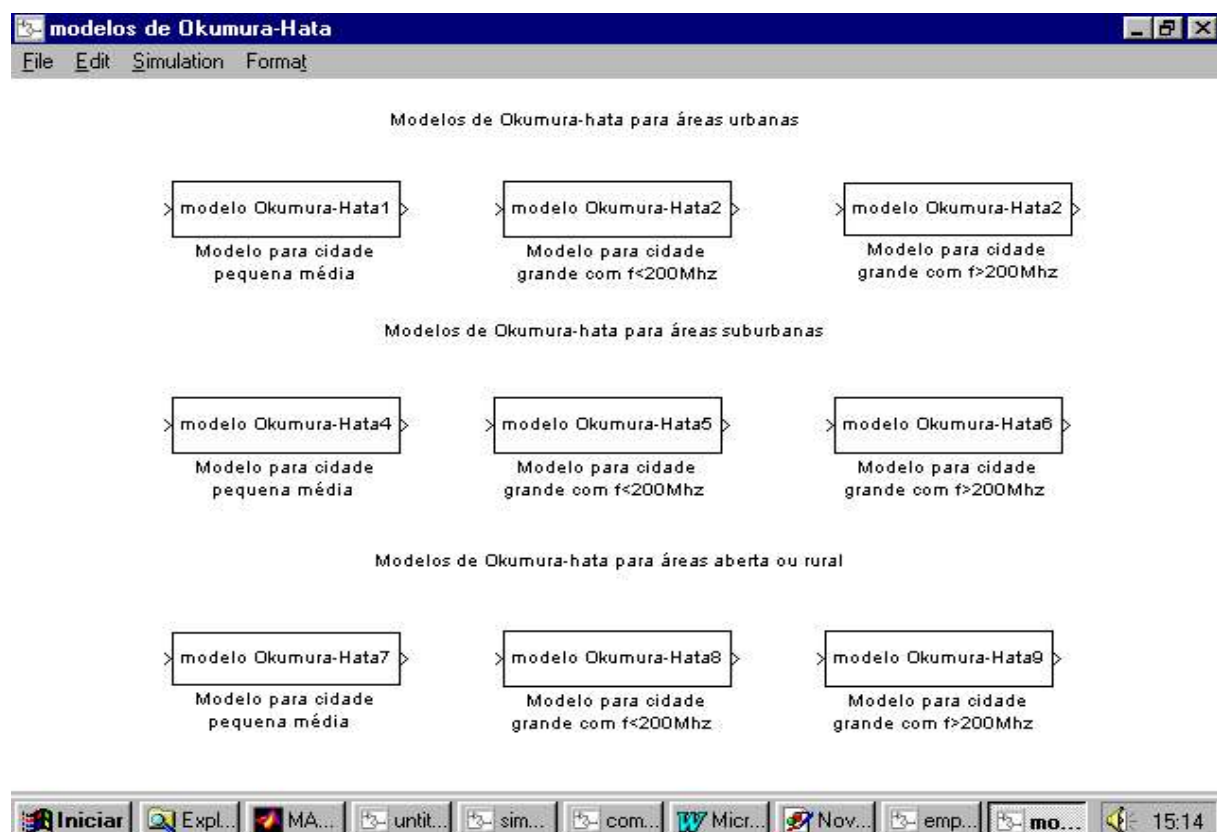 modelos de Okumura-Hata
File Edit Simulation Format
Modelos de Okumura-hata para áreas urbanas
modelo Okumura-Hata1 modelo Okumura-Hata2 modelo Okumura-Hata2
Modelo para cidade Modelo para cidade Modelo para cidade
pequena média grande com f<200Mhz grande com f>200Mhz
Modelos de Okumura-hata para áreas suburbanas
modelo Okumura-Hata4 modelo Okumura-Hata5 modelo Okumura-Hata6
Modelo para cidade Modelo para cidade Modelo para cidade
pequena média grande com f<200Mhz grande com f>200Mhz
Modelos de Okumura-hata para áreas aberta ou rural
modelo Okumura-Hata7 modelo Okumura-Hata8 modelo Okumura-Hata9
Modelo para cidade Modelo para cidade Modelo para cidade
pequena média grande com f<200Mhz grande com f>200Mhz
Iniciar Expl... MA... untit... sim... com... Micr... Nov... emp... mo... 15:14